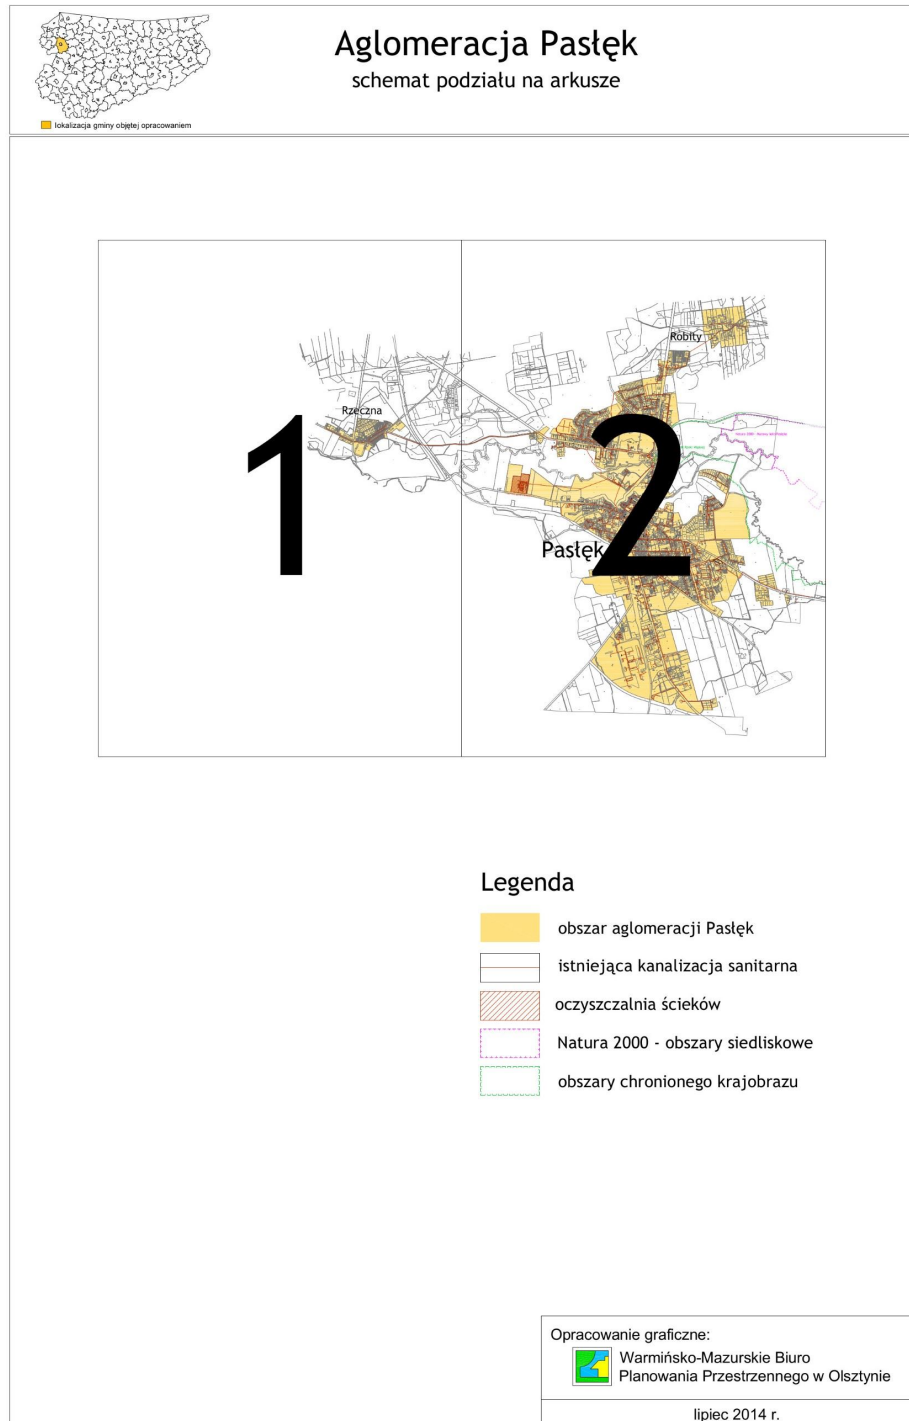 Aglomeracja Pasłęk
schemat podziału na arkusze
lokalizacja gminy objętej opracowaniem
Robity
Rzeczna
1
2
Pasłęk
Legenda
obszar aglomeracji Pasłęk
istniejąca kanalizacja sanitarna
oczyszczalnia ścieków
Natura 2000 - obszary siedliskowe
obszary chronionego krajobrazu
Opracowanie graficzne:
Warmińsko-Mazurskie Biuro
Planowania Przestrzennego w Olsztynie
lipiec 2014 r.